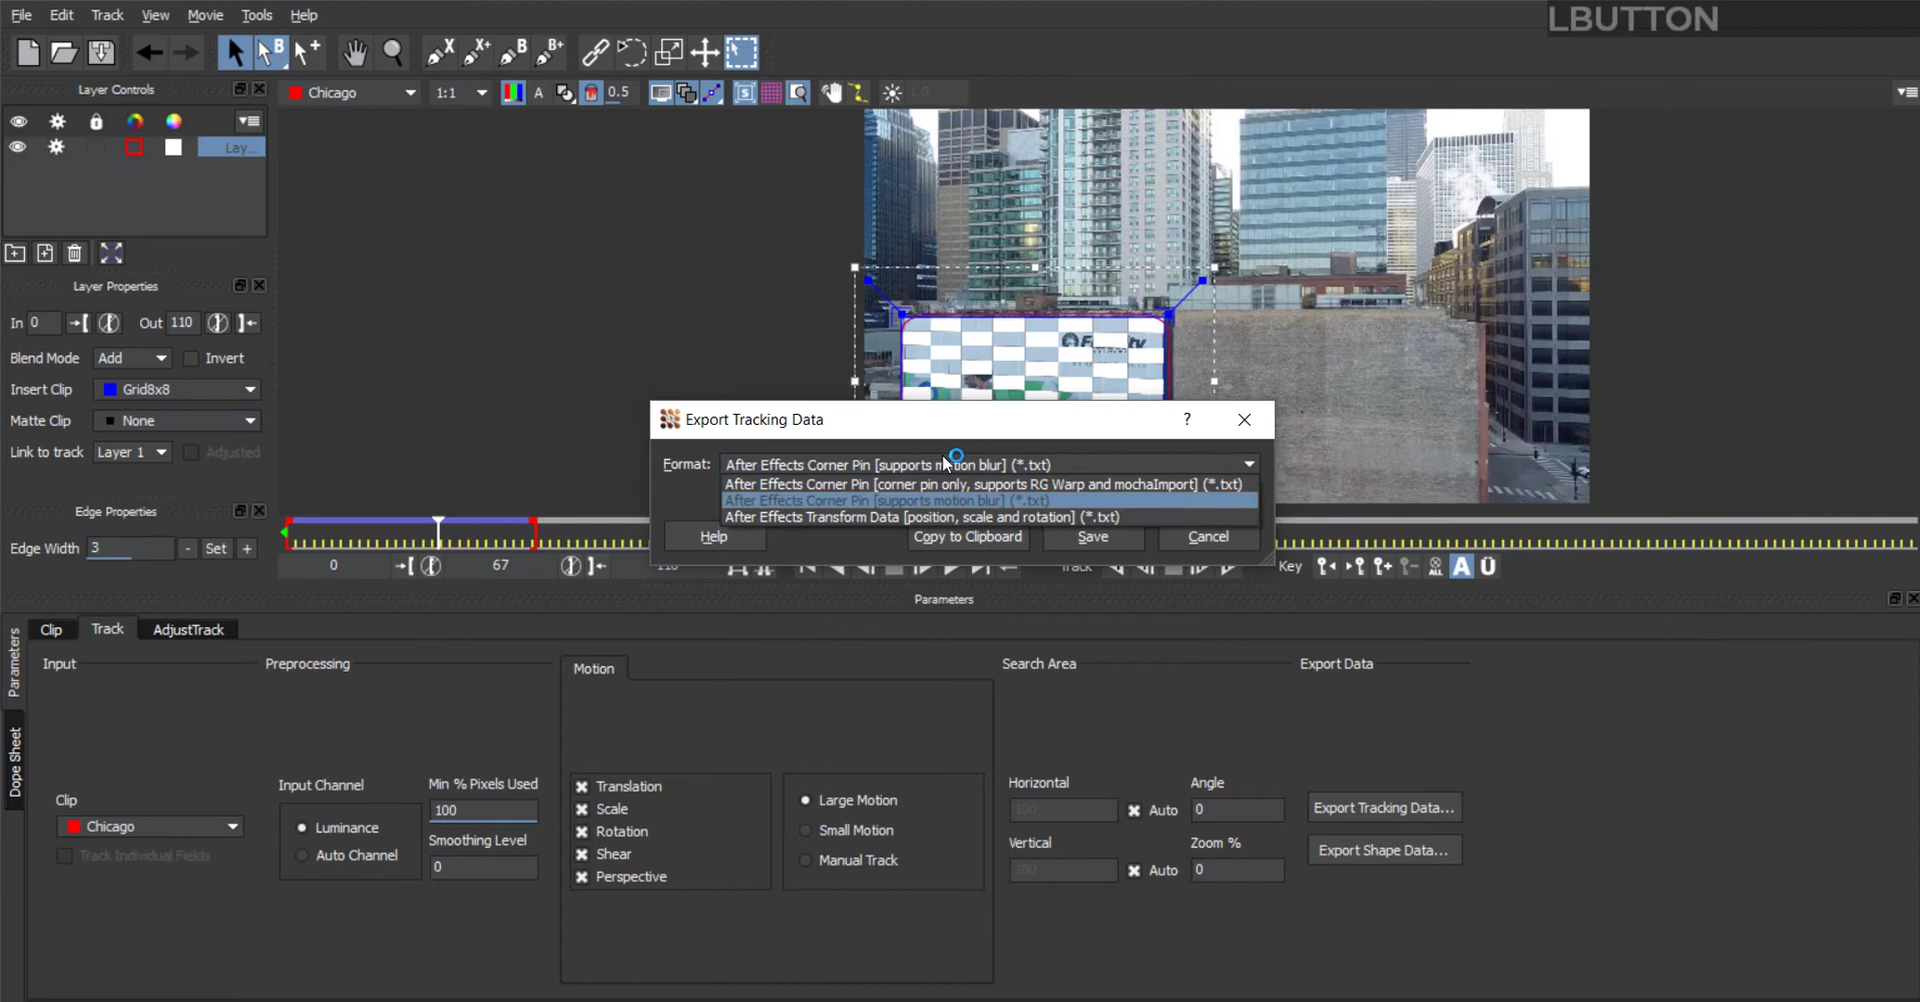 File Edit Track View Movie Tools Help
LBUTTON
X X+ B B+
Layer Controls
Chicago 1:1 A 0.5 1.0
Lay...
Layer Properties
In 0 Out 110
Blend Mode Add Invert
Insert Clip Grid8x8
Matte Clip None
Link to track Layer 1 Adjusted
Edge Properties
Edge Width 3 - Set +
Export Tracking Data ?
Format: After Effects Corner Pin [supports motion blur] (*.txt)
After Effects Corner Pin [corner pin only, supports RG Warp and mochaImport] (*.txt)
After Effects Corner Pin [supports motion blur] (*.txt)
After Effects Transform Data [position, scale and rotation] (*.txt)
Help Copy to Clipboard Save Cancel
0 67 110 Track Key ALL A Ü
Parameters
Parameters
Dope Sheet
Clip Track AdjustTrack
Input Preprocessing Motion Search Area Export Data
Clip
Chicago
Track Individual Fields
Input Channel
Luminance
Auto Channel
Min % Pixels Used
100
Smoothing Level
0
Translation
Scale
Rotation
Shear
Perspective
Large Motion
Small Motion
Manual Track
Horizontal
100 Auto
Vertical
100 Auto
Angle
0
Zoom %
0
Export Tracking Data...
Export Shape Data...